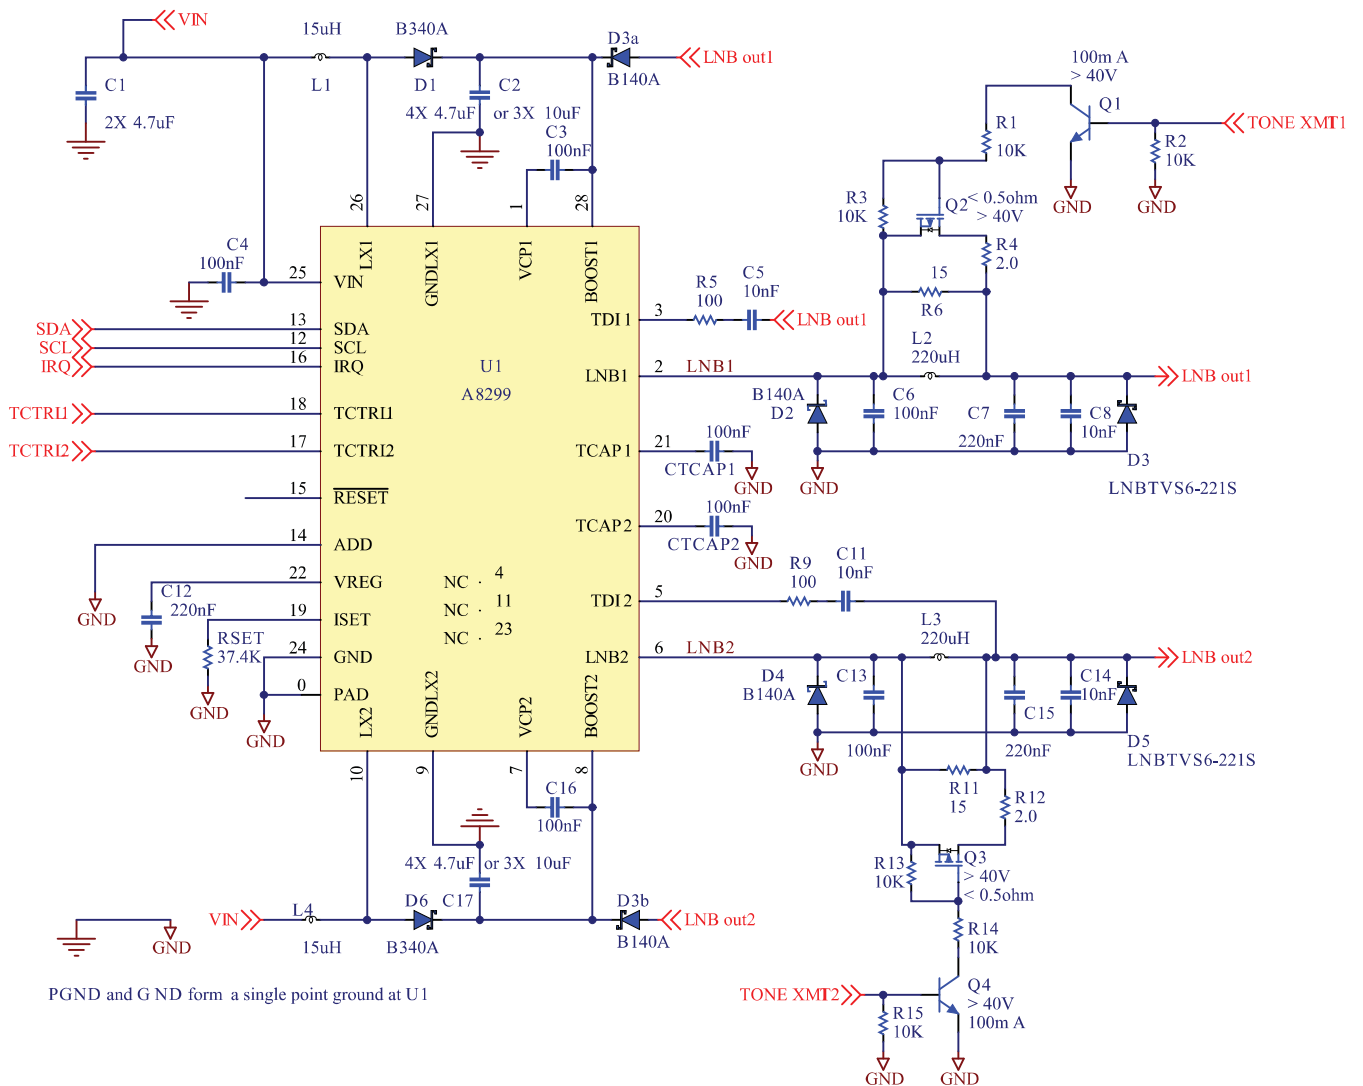 VIN
15uH
L1
B340A
D1
D3a
B140A
LNB out1
C1
2X 4.7uF
C2
4X 4.7uF or 3X 10uF
C3
100nF
100m A
> 40V
Q1
TONE XMT1
R1
10K
R2
10K
GND
GND
R3
10K
Q2
< 0.5ohm
> 40V
R4
2.0
15
R6
26
27
1
28
LX1
GNDLX1
VCP1
BOOST1
C4
100nF
25
VIN
SDA
13
SDA
SCL
12
SCL
IRQ
16
IRQ
U1
A8299
TCTRI1
18
TCTRI1
TCTRI2
17
TCTRI2
15
RESET
14
ADD
GND
22
VREG
C12
220nF
GND
19
ISET
RSET
37.4K
GND
24
GND
0
PAD
GND
NC
4
NC
11
NC
23
TDI 1
3
R5
100
C5
10nF
LNB out1
LNB1
2
LNB1
L2
220uH
LNB out1
B140A
D2
C6
100nF
C7
220nF
C8
10nF
D3
LNBTVS6-221S
GND
TCAP1
21
100nF
CTCAP1
GND
TCAP2
20
100nF
CTCAP2
GND
TDI 2
5
R9
100
C11
10nF
LNB2
6
LNB2
L3
220uH
LNB out2
D4
B140A
C13
100nF
C15
220nF
C14
10nF
D5
LNBTVS6-221S
GND
LX2
GNDLX2
VCP2
BOOST2
10
9
7
8
C16
100nF
4X 4.7uF or 3X 10uF
C17
VIN
L4
15uH
D6
B340A
D3b
B140A
LNB out2
R11
15
R12
2.0
R13
10K
Q3
> 40V
< 0.5ohm
R14
10K
TONE XMT2
Q4
> 40V
100m A
R15
10K
GND
GND
GND
PGND and GND form a single point ground at U1